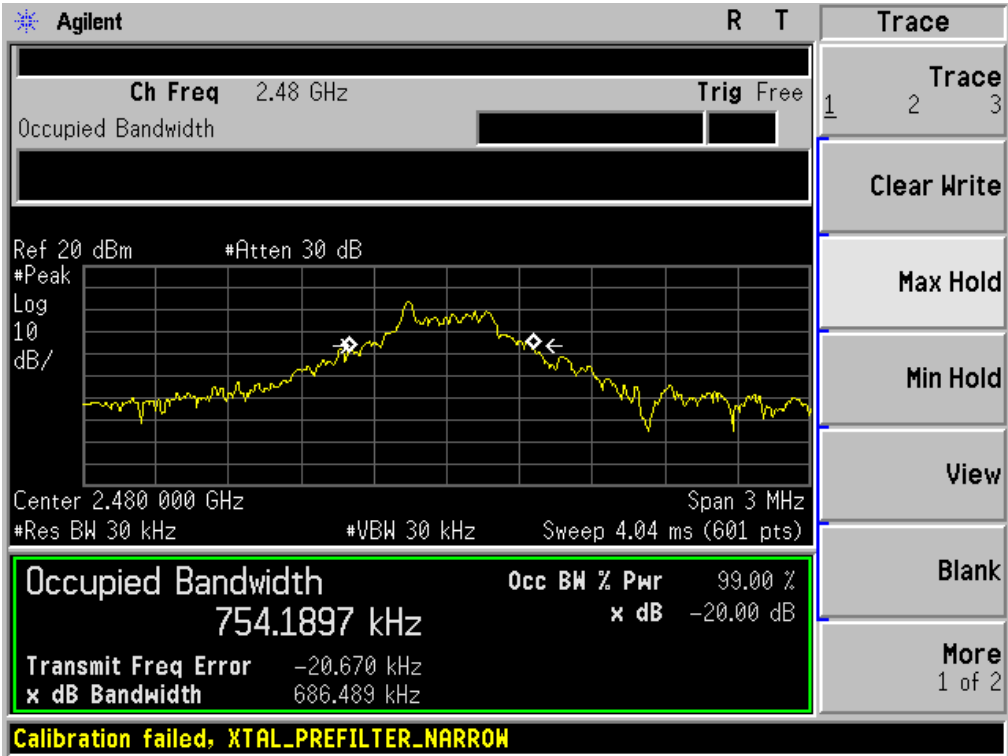 Agilent R T
Ch Freq 2.48 GHz Trig Free
Occupied Bandwidth
Ref 20 dBm #Atten 30 dB
#Peak
Log
10
dB/
Center 2.480 000 GHz Span 3 MHz
#Res BW 30 kHz #VBW 30 kHz Sweep 4.04 ms (601 pts)
Occupied Bandwidth Occ BW % Pwr 99.00 %
754.1897 kHz x dB -20.00 dB
Transmit Freq Error -20.670 kHz
x dB Bandwidth 686.489 kHz
Calibration failed, XTAL_PREFILTER_NARROW
Trace
Trace
1 2 3
Clear Write
Max Hold
Min Hold
View
Blank
More
1 of 2